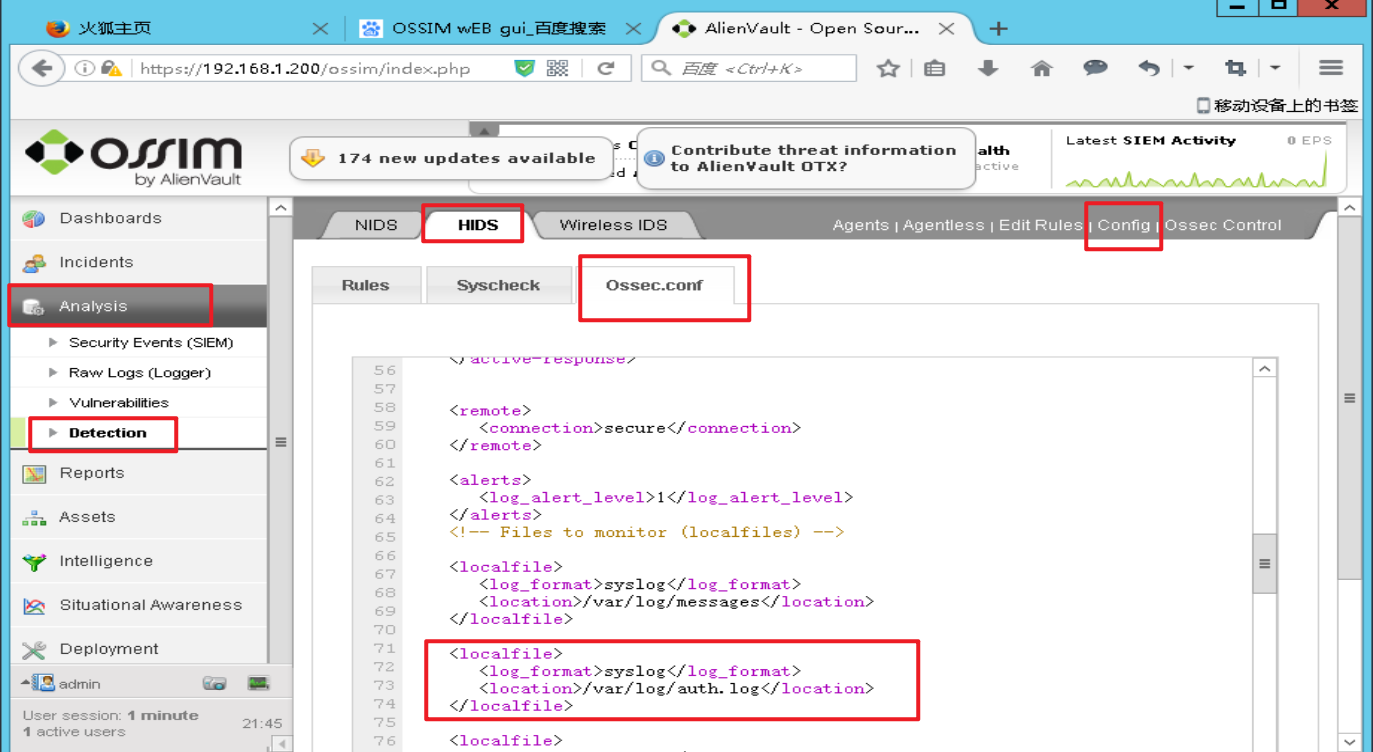 火狐主页
OSSIM wEB gui_百度搜索
AlienVault - Open Sour...
https://192.168.1.200/ossim/index.php
百度 <Ctrl+K>
移动设备上的书签
OSSIM
by AlienVault
174 new updates available
Contribute threat information
to AlienVault OTX?
alth
active
Latest SIEM Activity
0 EPS
Dashboards
Incidents
Analysis
Security Events (SIEM)
Raw Logs (Logger)
Vulnerabilities
Detection
Reports
Assets
Intelligence
Situational Awareness
Deployment
admin
User session: 1 minute
1 active users
21:45
NIDS
HIDS
Wireless IDS
Agents | Agentless | Edit Rules | Config | Ossec Control
Rules
Syscheck
Ossec.conf
56 </active-response>
57
58 <remote>
59 <connection>secure</connection>
60 </remote>
61
62 <alerts>
63 <log_alert_level>1</log_alert_level>
64 </alerts>
65 <!-- Files to monitor (localfiles) -->
66
67 <localfile>
68 <log_format>syslog</log_format>
69 <location>/var/log/messages</location>
70 </localfile>
71
72 <localfile>
73 <log_format>syslog</log_format>
74 <location>/var/log/auth.log</location>
75 </localfile>
76
<localfile>